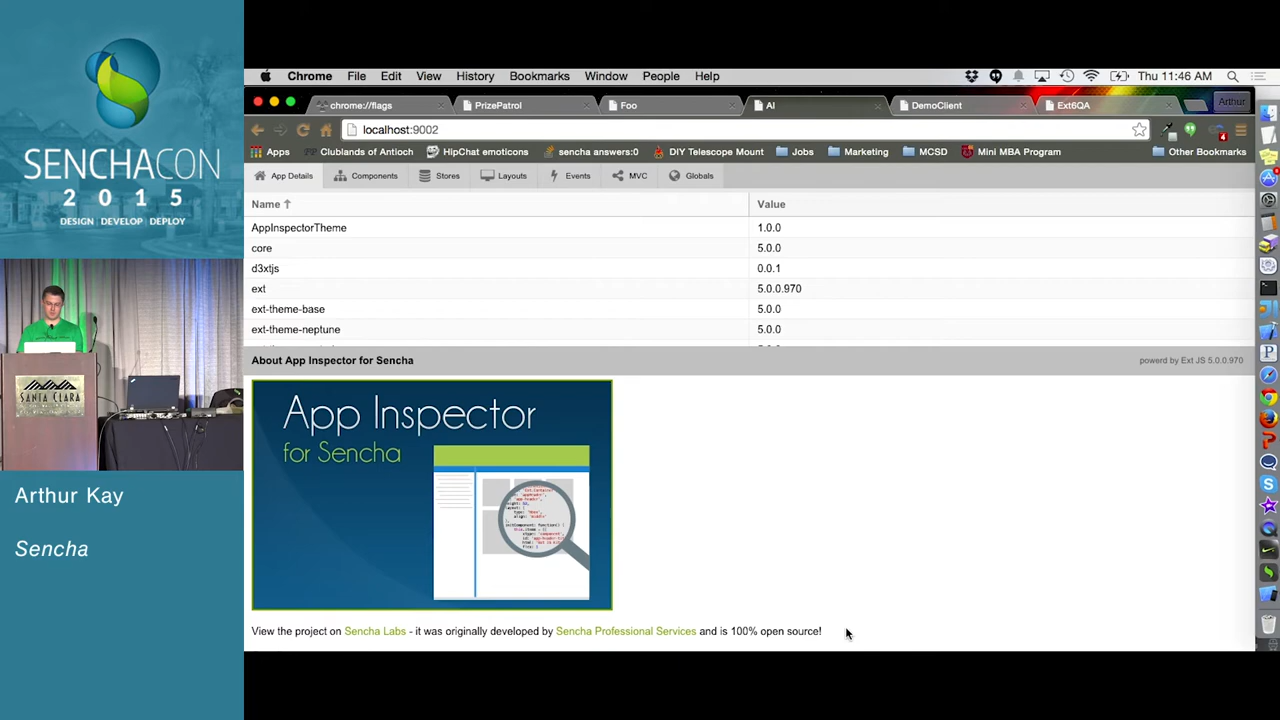 SENCHACON
2015
DESIGN | DEVELOP | DEPLOY
SANTA CLARA
Arthur Kay
Sencha
Chrome File Edit View History Bookmarks Window People Help Thu 11:46 AM
chrome://flags PrizePatrol Foo AI DemoClient Ext6QA Arthur
localhost:9002
Apps Clublands of Antioch HipChat emoticons sencha answers:0 DIY Telescope Mount Jobs Marketing MCSD Mini MBA Program Other Bookmarks
App Details Components Stores Layouts Events MVC Globals
Name Value
AppInspectorTheme 1.0.0
core 5.0.0
d3xtjs 0.0.1
ext 5.0.0.970
ext-theme-base 5.0.0
ext-theme-neptune 5.0.0
About App Inspector for Sencha powerd by Ext JS 5.0.0.970
App Inspector
for Sencha
View the project on Sencha Labs - it was originally developed by Sencha Professional Services and is 100% open source!